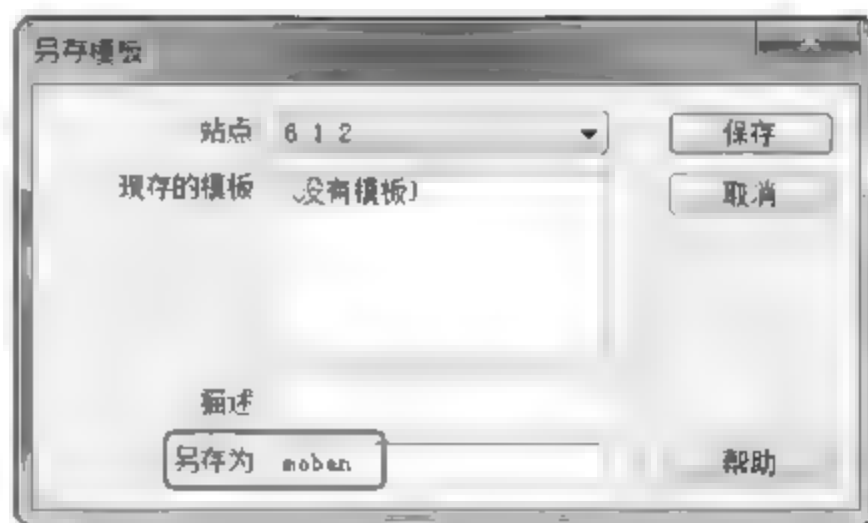 另存模板
站点 6 1 2
保存
现存的模板 (没有模板)
取消
描述
另存为 moban
帮助